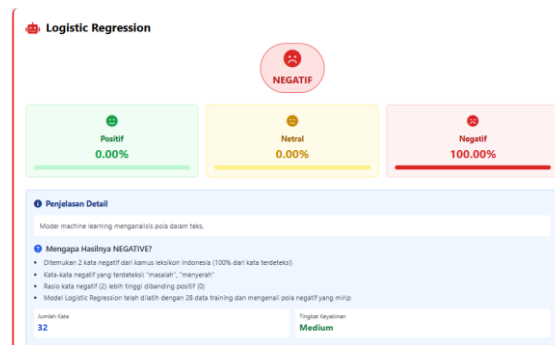 Logistic Regression
NEGATIF
Positif
0.00%
Netral
0.00%
Negatif
100.00%
Penjelasan Detail
Model machine learning menganalisis pola dalam teks.
Mengapa Hasilnya NEGATIVE?
Ditemukan 2 kata negatif dari kamus leksikon Indonesia (100% dari kata terdeteksi)
Kata-kata negatif yang terdeteksi "masalah", "menyerah"
Rasio kata negatif (2) lebih tinggi dibanding positif (0)
Model Logistic Regression telah dilatih dengan 28 data training dan mengenali pola negatif yang mirip
Jumlah Kata
32
Tingkat Keyakinan
Medium